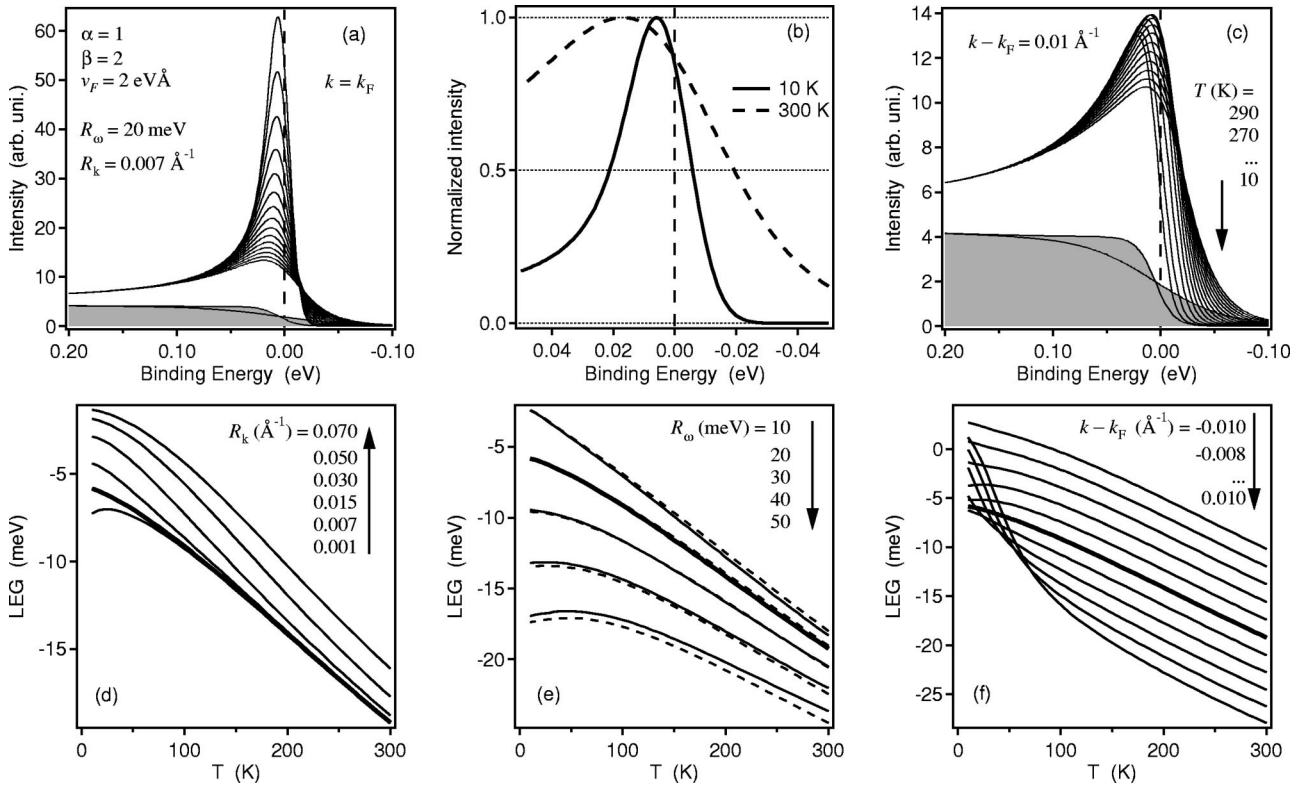 (a)
α = 1
β = 2
v_F = 2 eVÅ
R_ω = 20 meV
R_k = 0.007 Å⁻¹
k = k_F
60
50
40
30
20
10
0
Intensity (arb. uni.)
0.20 0.10 0.00 -0.10
Binding Energy (eV)
(b)
10 K
300 K
1.0
0.5
0.0
Normalized intensity
0.04 0.02 0.00 -0.02 -0.04
Binding Energy (eV)
(c)
k – k_F = 0.01 Å⁻¹
T (K) =
290
270
...
10
14
12
10
8
6
4
2
0
Intensity (arb. uni.)
0.20 0.10 0.00 -0.10
Binding Energy (eV)
R_k (Å⁻¹) = 0.070
0.050
0.030
0.015
0.007
0.001
-5
-10
-15
LEG (meV)
(d)
0 100 200 300
T (K)
R_ω (meV) = 10
20
30
40
50
-5
-10
-15
-20
LEG (meV)
(e)
0 100 200 300
T (K)
k – k_F (Å⁻¹) = -0.010
-0.008
...
0.010
0
-5
-10
-15
-20
-25
LEG (meV)
(f)
0 100 200 300
T (K)